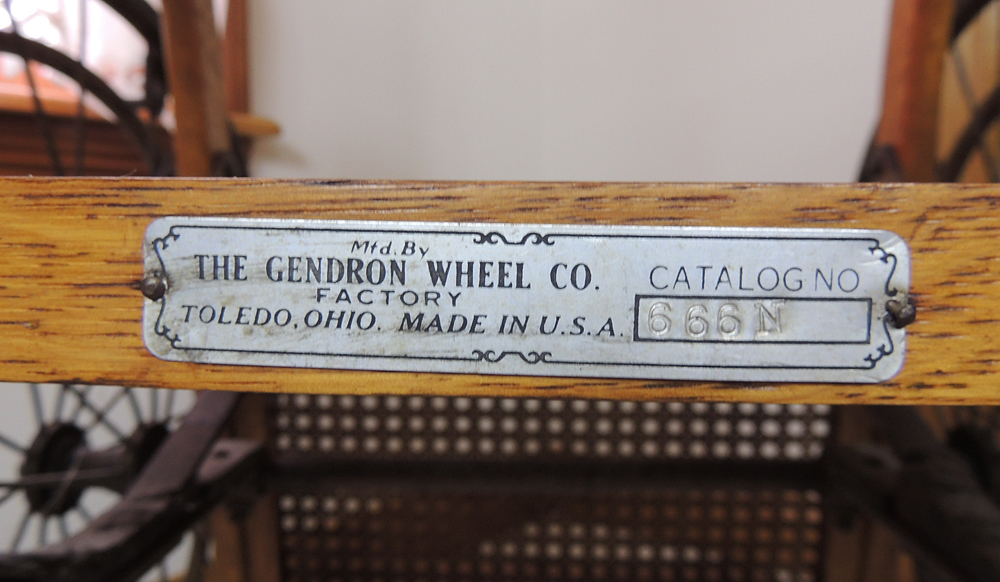 Mfd. By
THE GENDRON WHEEL CO.
FACTORY
TOLEDO, OHIO. MADE IN U.S.A.
CATALOG NO
666N